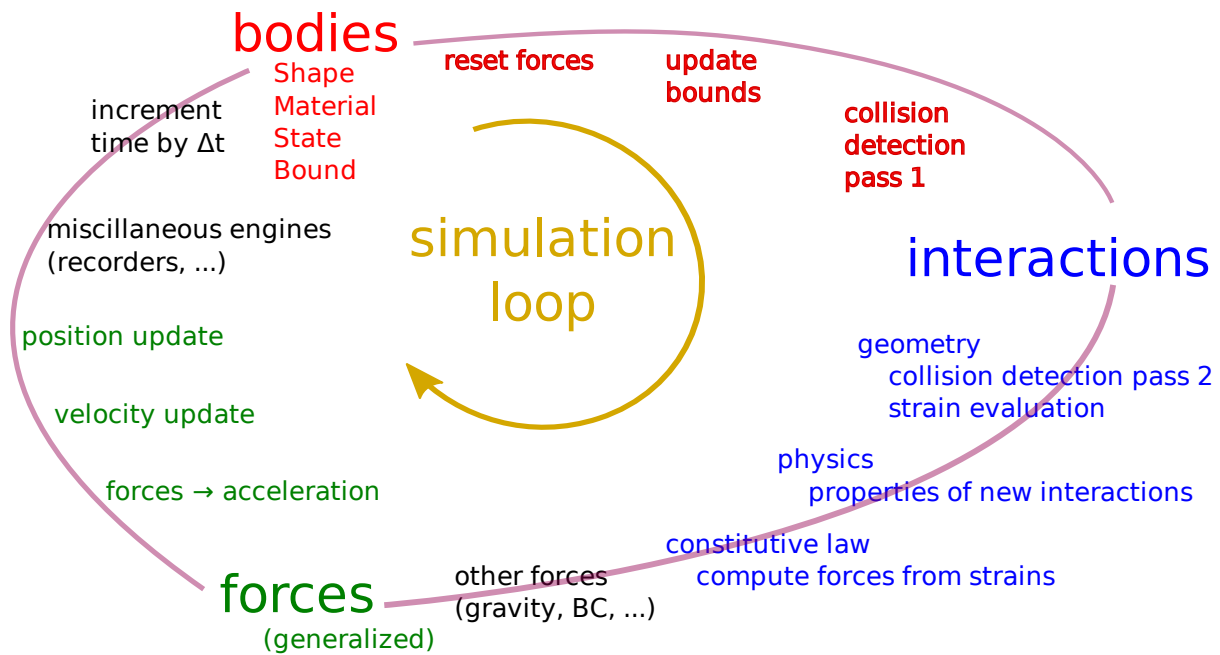 bodies
Shape
Material
State
Bound
reset forces
update
bounds
collision
detection
pass 1
increment
time by Δt
simulation
loop
interactions
miscillaneous engines
(recorders, ...)
position update
velocity update
forces → acceleration
geometry
collision detection pass 2
strain evaluation
physics
properties of new interactions
constitutive law
compute forces from strains
other forces
(gravity, BC, ...)
forces
(generalized)